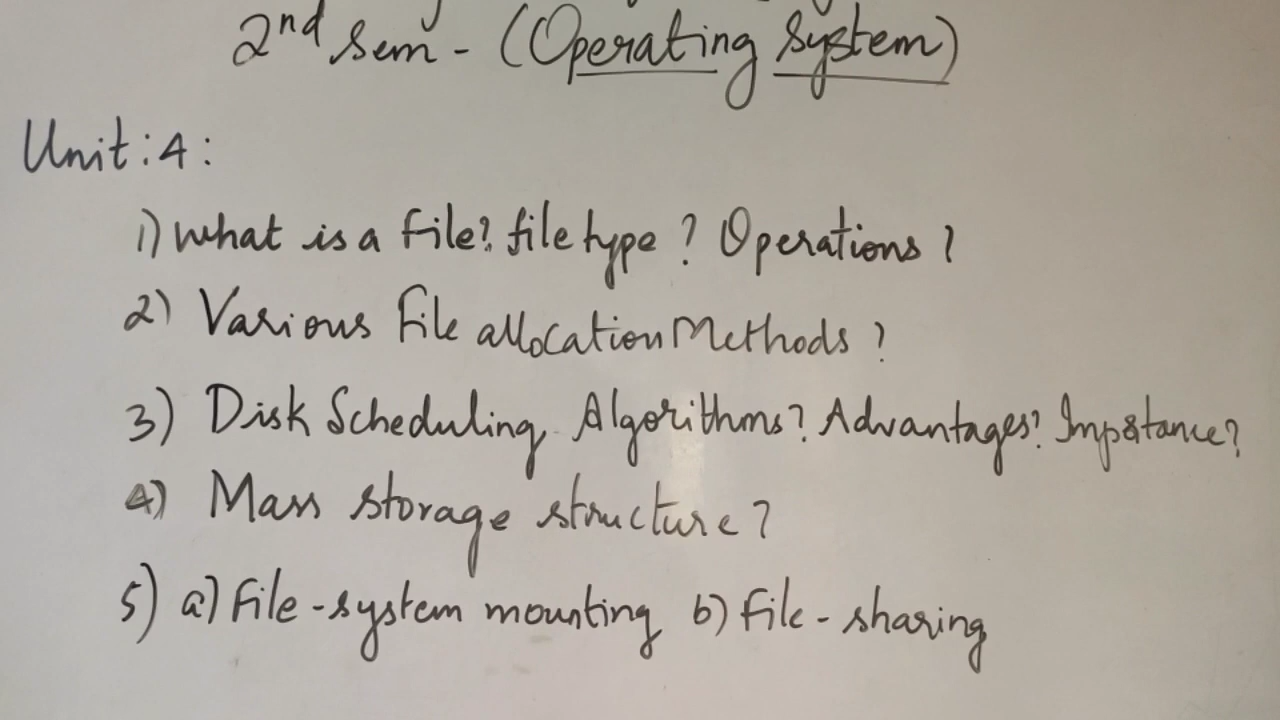 2nd Sem - (Operating System)
Unit : 4 :
1) What is a File? file type ? Operations ?
2) Various File allocation Methods ?
3) Disk Scheduling Algorithms? Advantages? Importance?
4) Mass storage structure ?
5) a) File-system mounting b) File-sharing